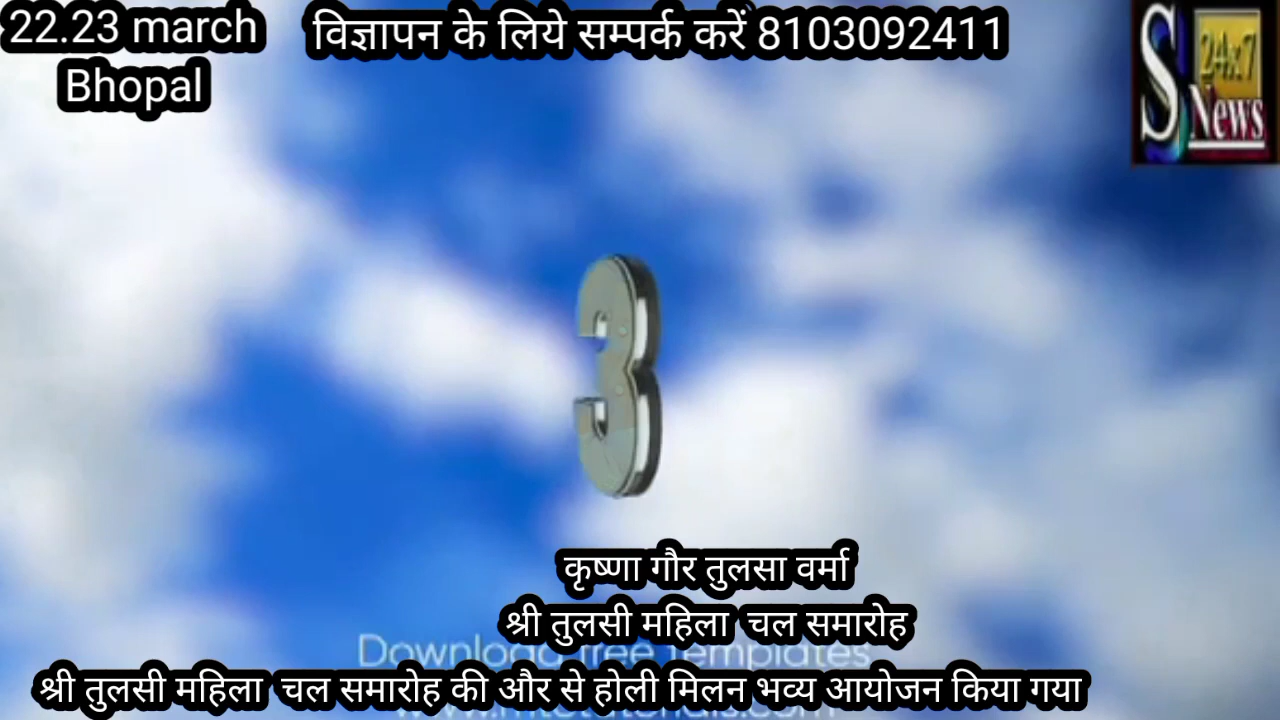 22.23 march
Bhopal
विज्ञापन के लिये सम्पर्क करें 8103092411
S 24x7
News
3
कृष्णा गौर तुलसा वर्मा
श्री तुलसी महिला चल समारोह
Download free Templates
श्री तुलसी महिला चल समारोह की और से होली मिलन भव्य आयोजन किया गया